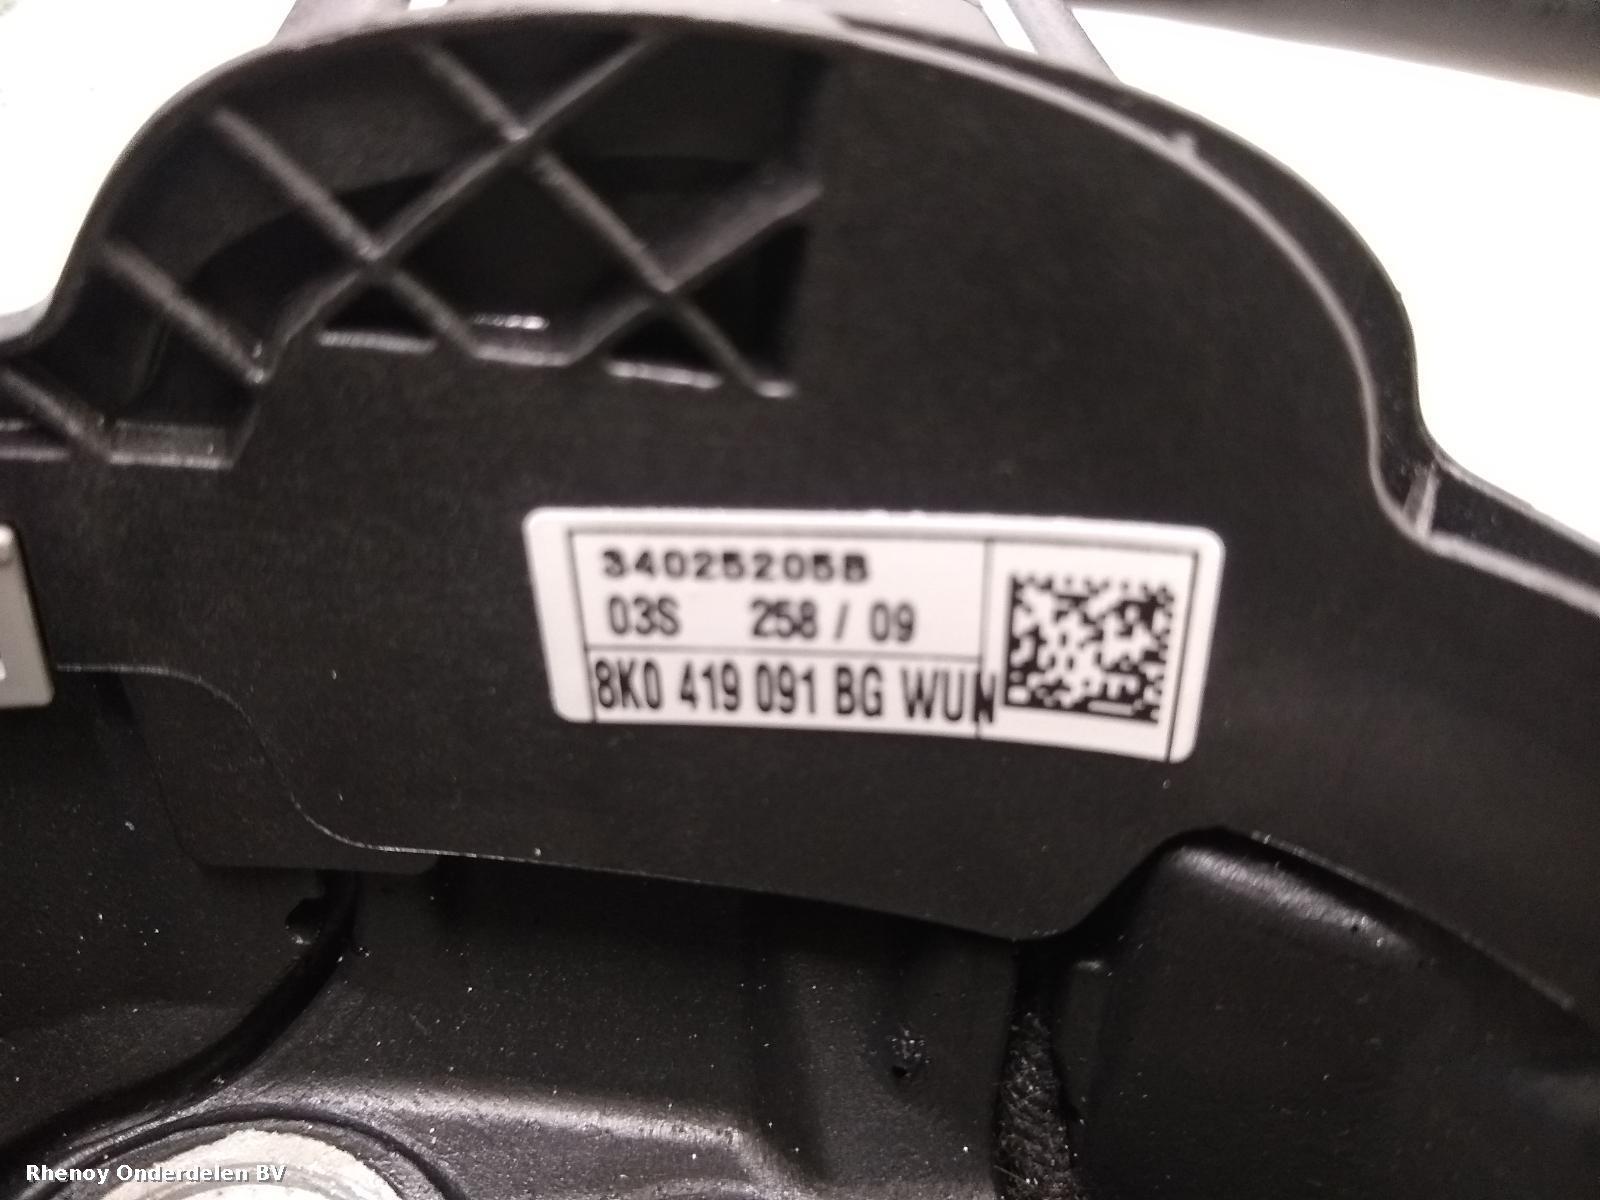 34025205B
03S 258 / 09
8K0 419 091 BG WUN
Rhenoy Onderdelen BV